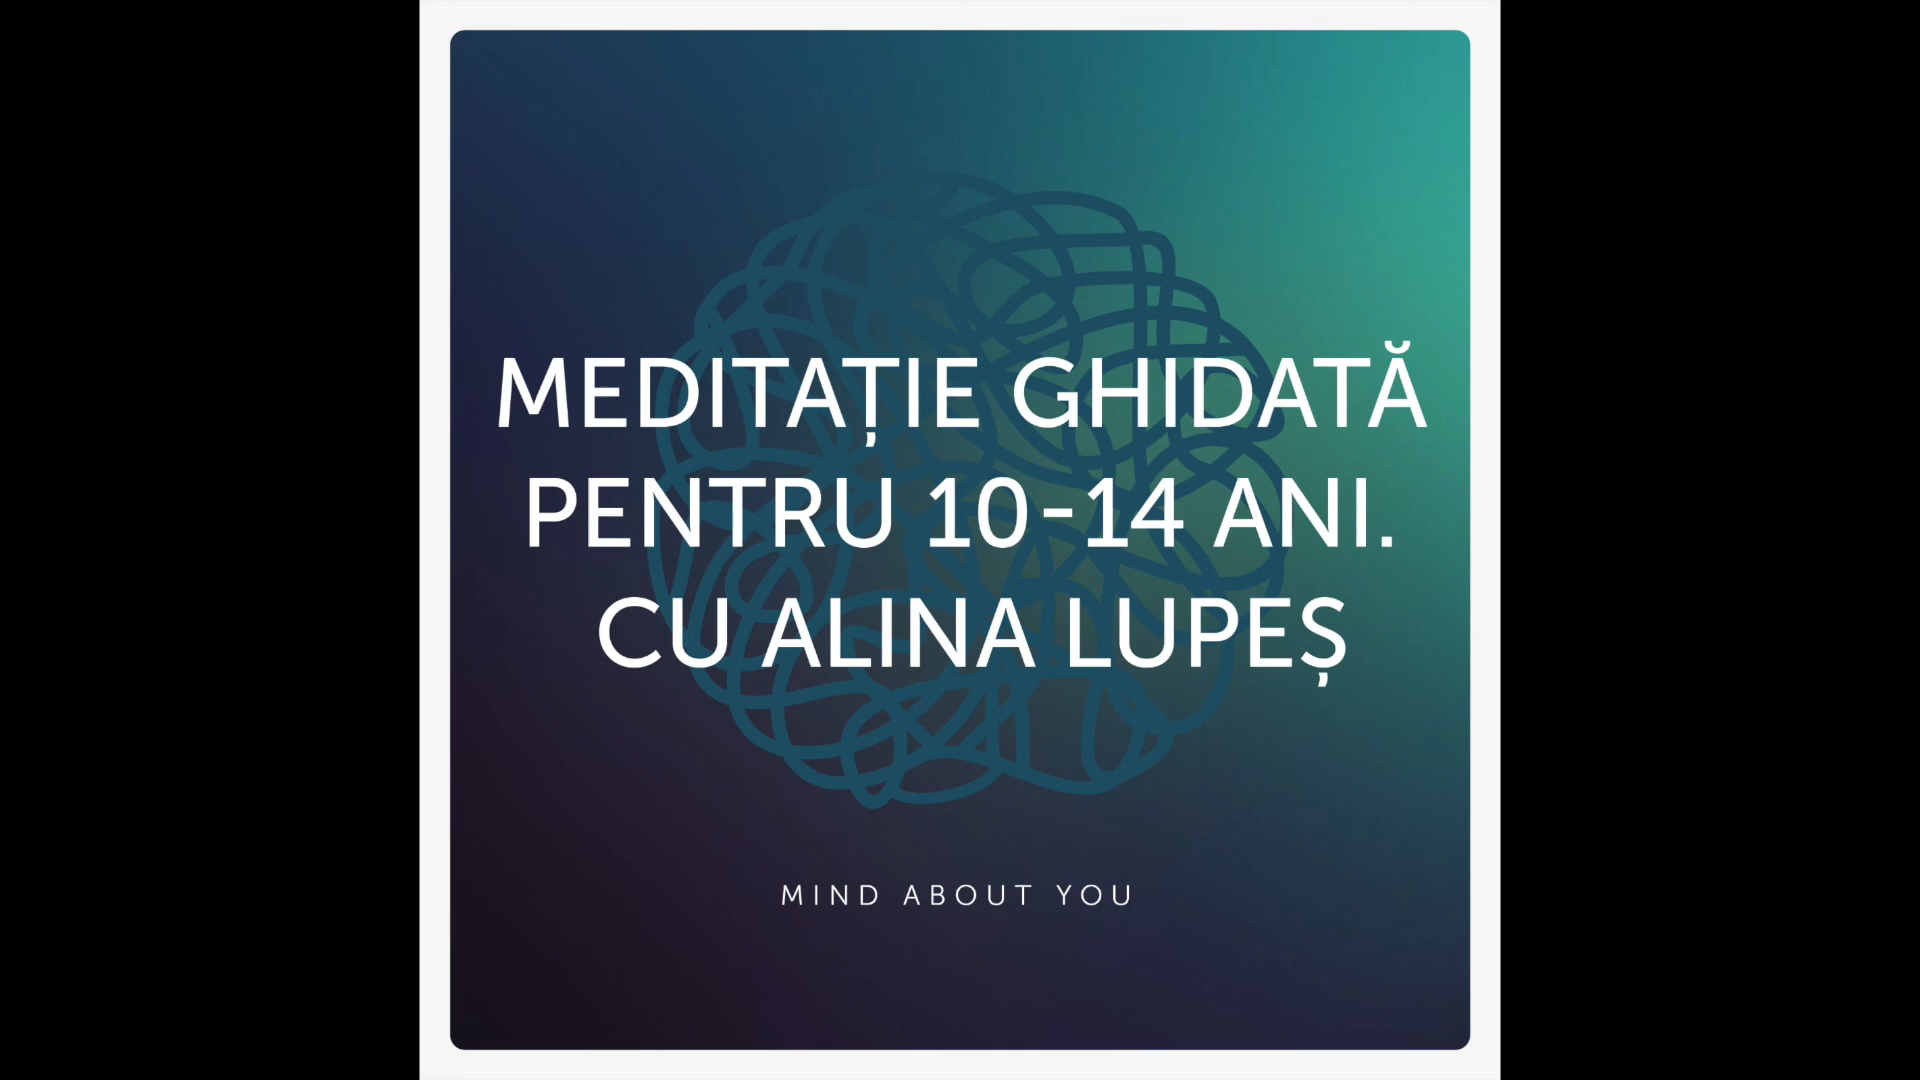 MEDITAȚIE GHIDATĂ
PENTRU 10-14 ANI.
CU ALINA LUPEȘ
MIND ABOUT YOU